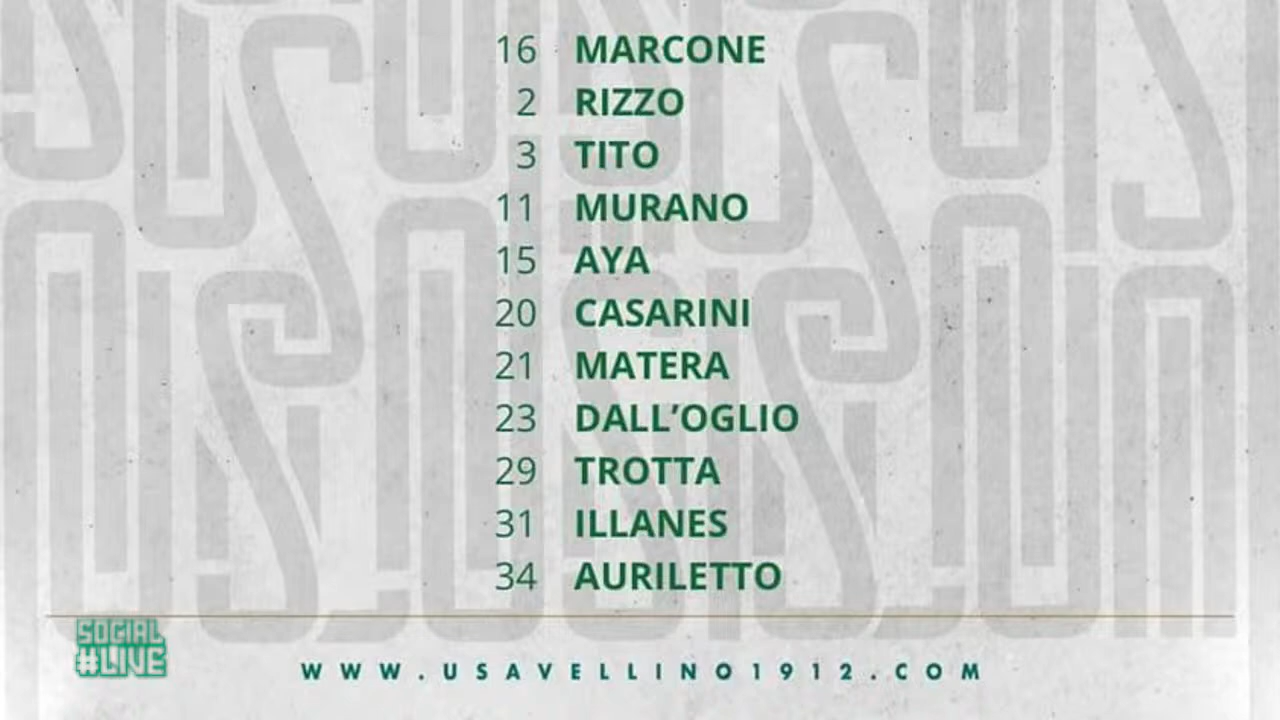 16 MARCONE
2 RIZZO
3 TITO
11 MURANO
15 AYA
20 CASARINI
21 MATERA
23 DALL'OGLIO
29 TROTTA
31 ILLANES
34 AURILETTO
SOCIAL
#LIVE
WWW.USAVELLINO1912.COM